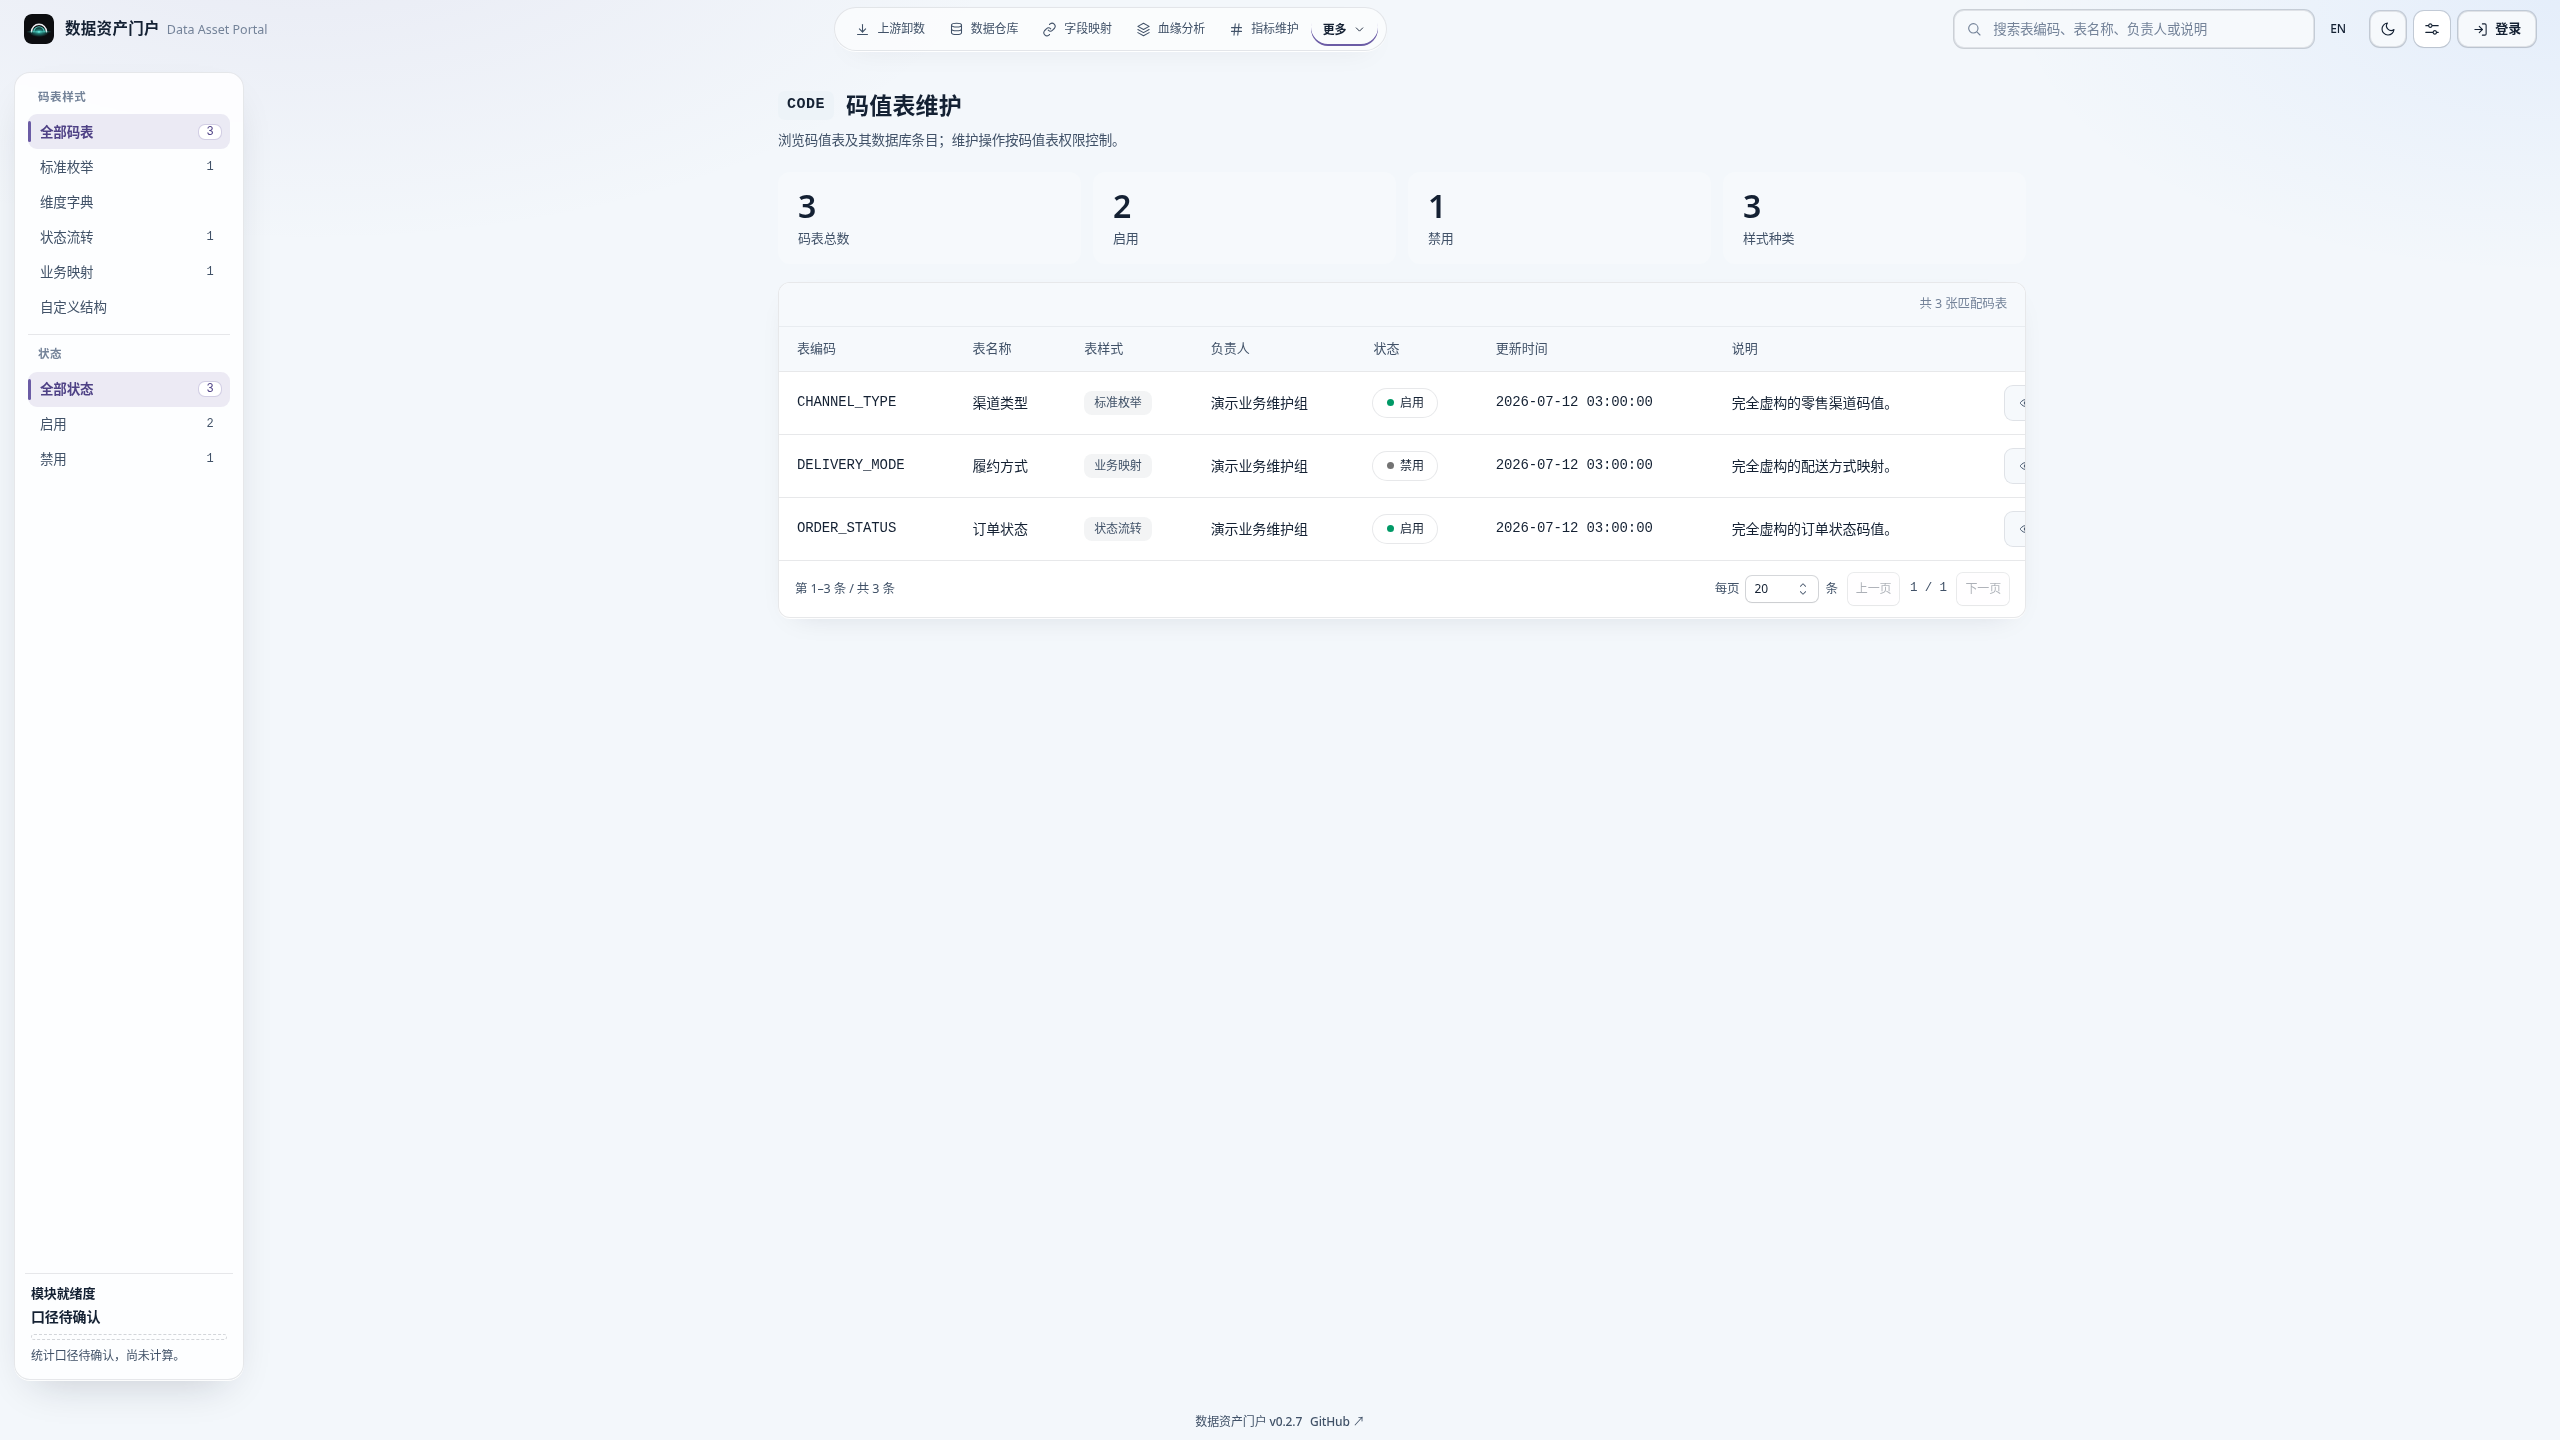 数据资产门户 Data Asset Portal
上游卸数 数据仓库 字段映射 血缘分析 指标维护 更多
搜索表编码、表名称、负责人或说明 EN 登录
码表样式
全部码表 3
标准枚举 1
维度字典
状态流转 1
业务映射 1
自定义结构
状态
全部状态 3
启用 2
禁用 1
模块就绪度
口径待确认
统计口径待确认，尚未计算。
CODE 码值表维护
浏览码值表及其数据库条目；维护操作按码值表权限控制。
3 2 1 3
码表总数 启用 禁用 样式种类
共 3 张匹配码表
表编码 表名称 表样式 负责人 状态 更新时间 说明
CHANNEL_TYPE 渠道类型 标准枚举 演示业务维护组 启用 2026-07-12 03:00:00 完全虚构的零售渠道码值。
DELIVERY_MODE 履约方式 业务映射 演示业务维护组 禁用 2026-07-12 03:00:00 完全虚构的配送方式映射。
ORDER_STATUS 订单状态 状态流转 演示业务维护组 启用 2026-07-12 03:00:00 完全虚构的订单状态码值。
第 1–3 条 / 共 3 条 每页 20 条 上一页 1 / 1 下一页
数据资产门户 v0.2.7 GitHub ↗